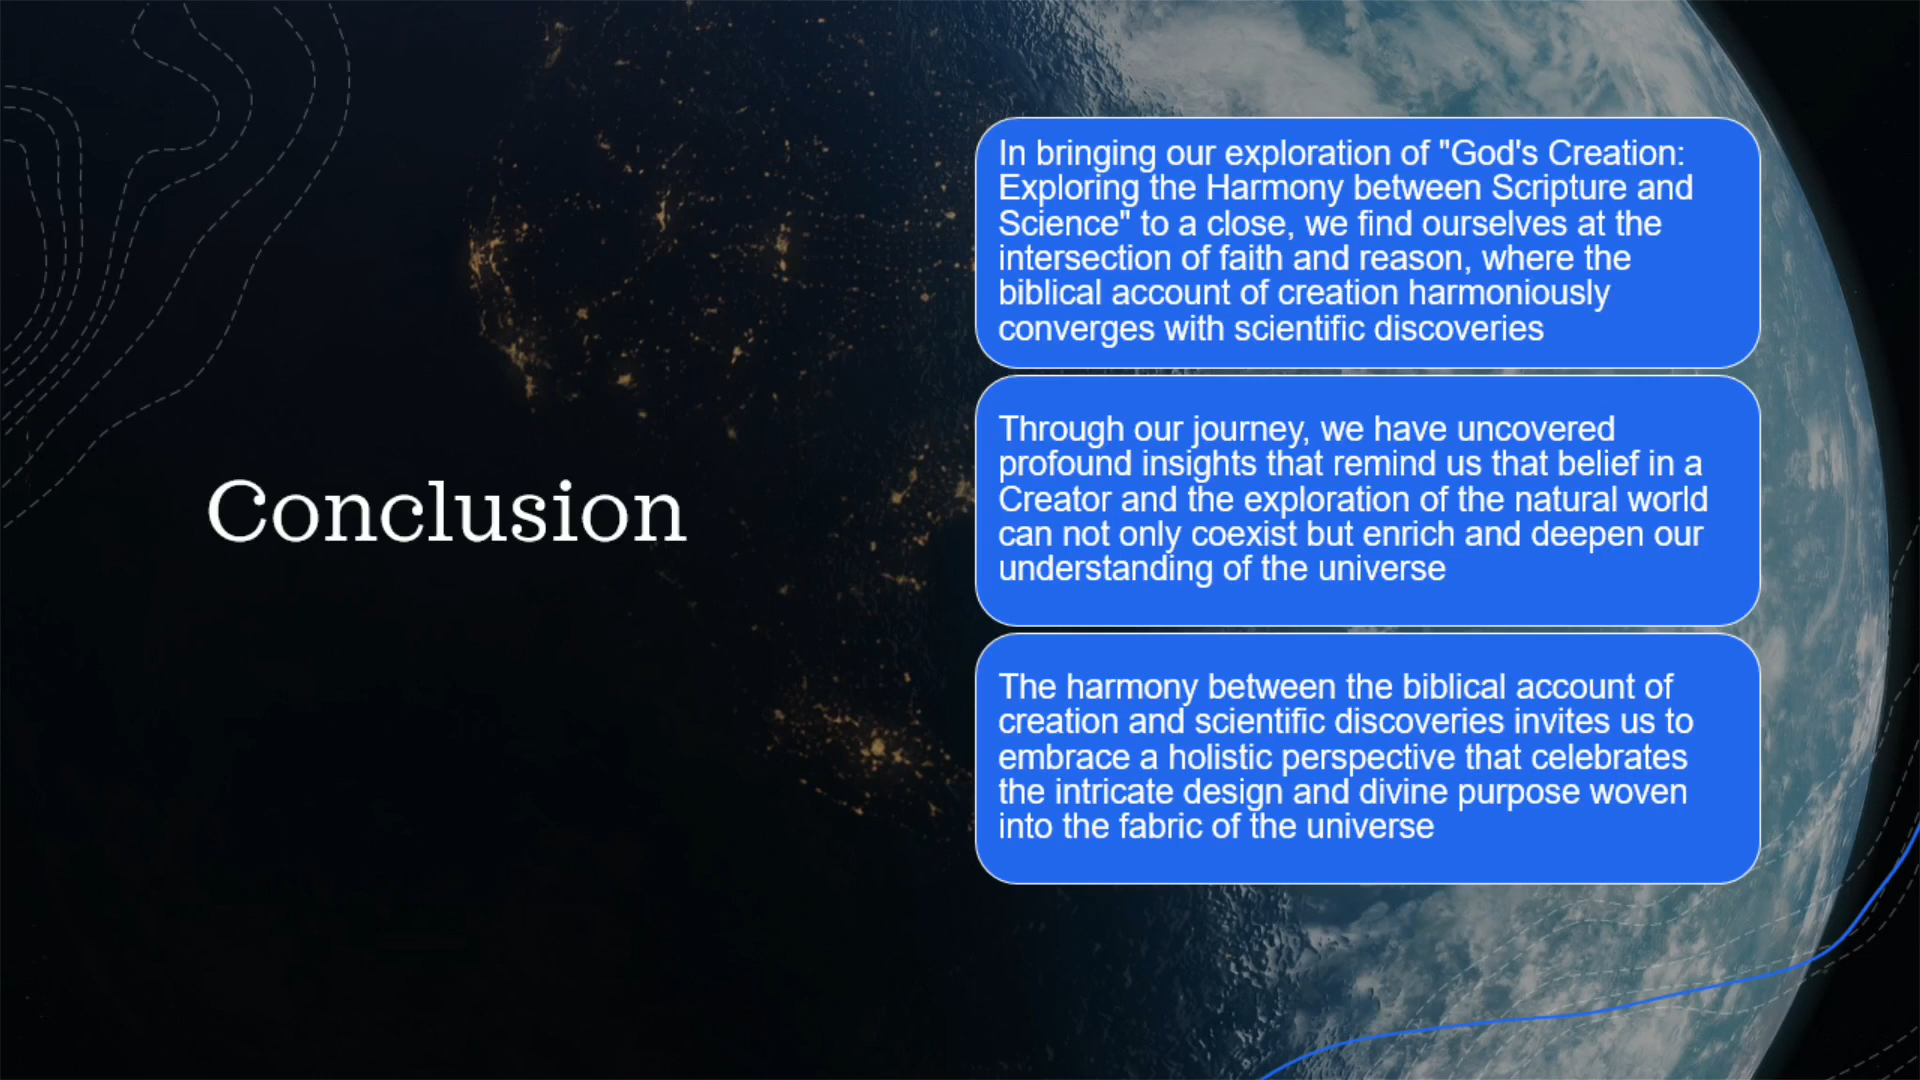 Conclusion
In bringing our exploration of "God's Creation:
Exploring the Harmony between Scripture and
Science" to a close, we find ourselves at the
intersection of faith and reason, where the
biblical account of creation harmoniously
converges with scientific discoveries
Through our journey, we have uncovered
profound insights that remind us that belief in a
Creator and the exploration of the natural world
can not only coexist but enrich and deepen our
understanding of the universe
The harmony between the biblical account of
creation and scientific discoveries invites us to
embrace a holistic perspective that celebrates
the intricate design and divine purpose woven
into the fabric of the universe